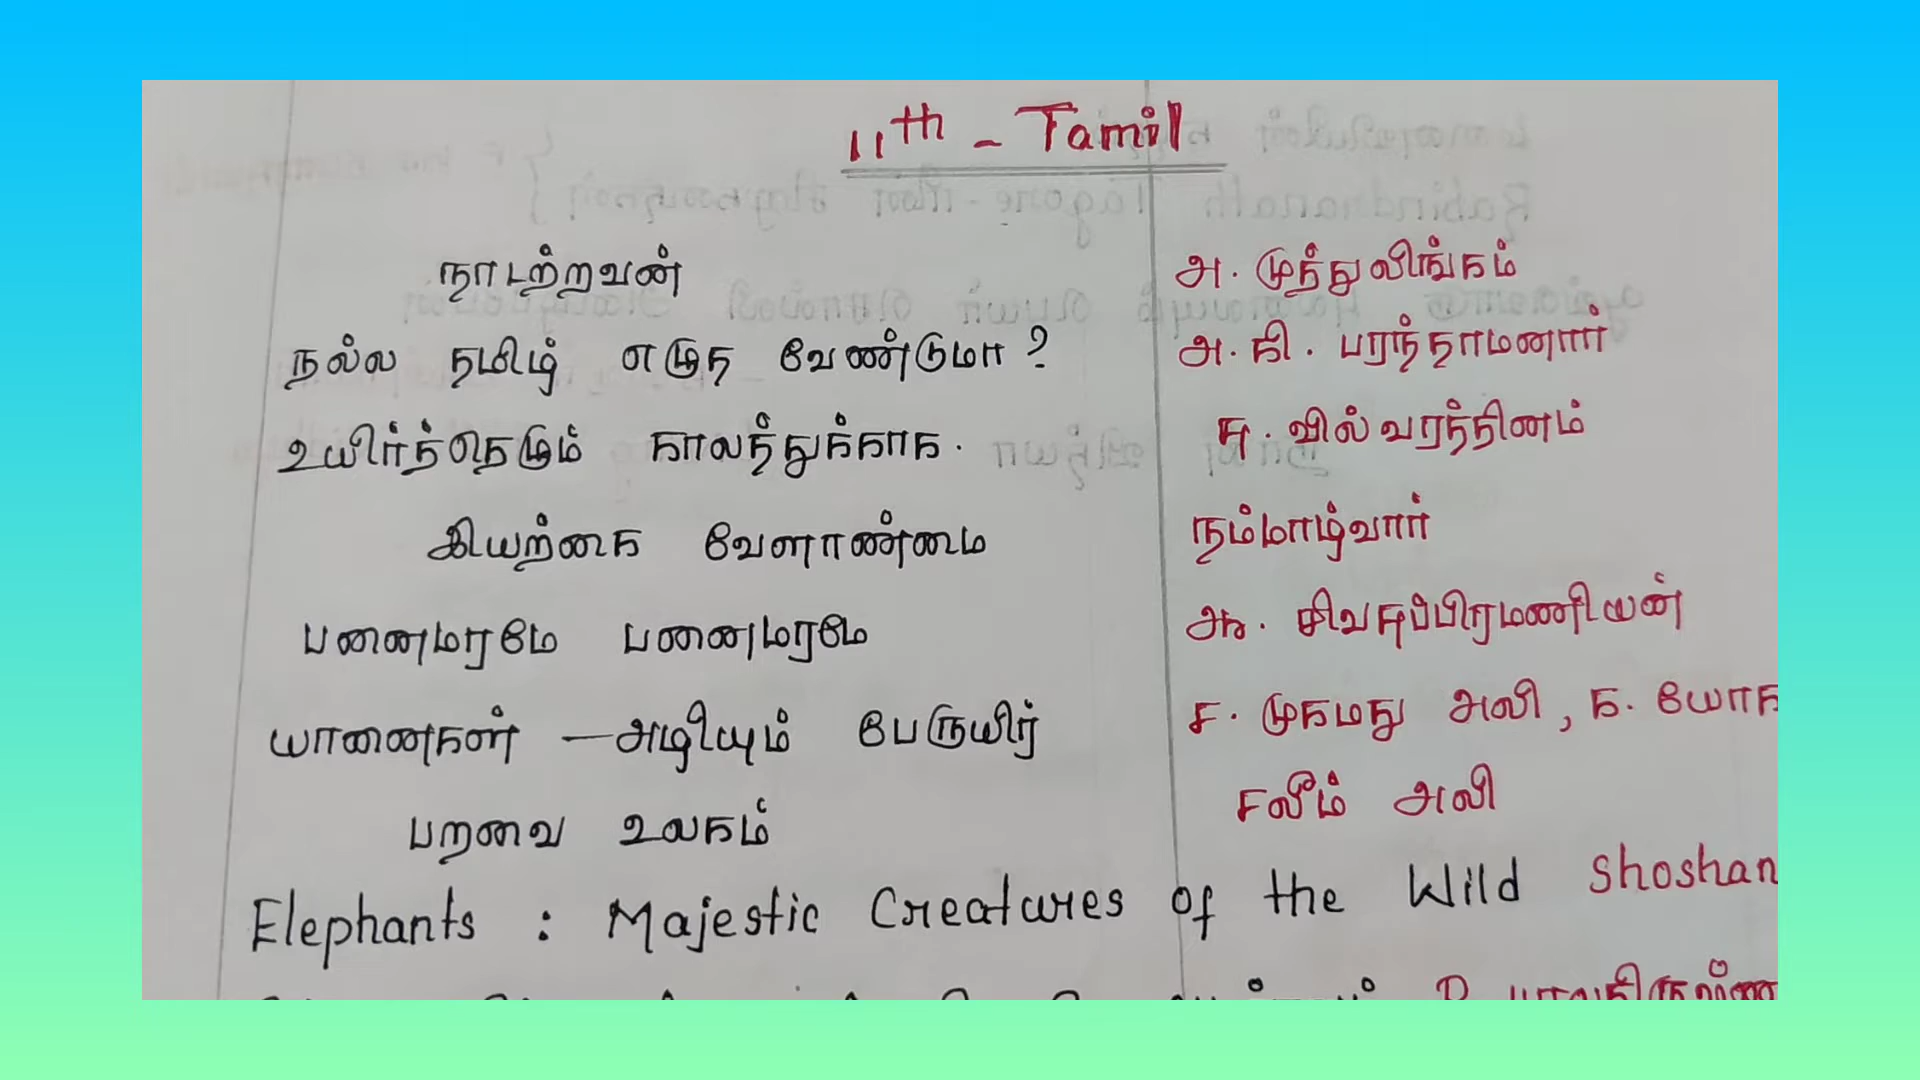 11th - Tamil
நாடற்றவன் அ. முத்துலிங்கம்
நல்ல தமிழ் எழுத வேண்டுமா ? அ. கி. பரந்தாமனார்
உயிர்த்தெழும் காலத்துக்காக. சு. வில்வரத்தினம்
இயற்கை வேளாண்மை நம்மாழ்வார்
பனைமரமே பனைமரமே ஆ. சிவசுப்பிரமணியன்
யானைகள் – அழியும் பேருயிர் ச. முகமது அலி, க. யோக
பறவை உலகம் சலீம் அலி
Elephants : Majestic Creatures of the Wild Shoshan